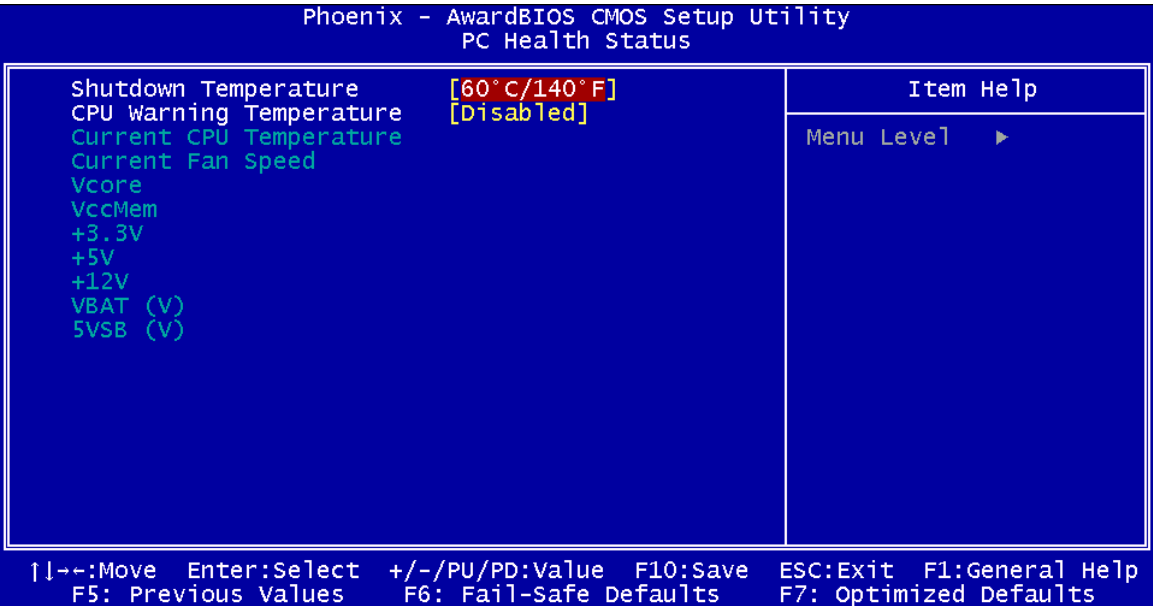 Phoenix - AwardBIOS CMOS Setup Utility
PC Health Status
Shutdown Temperature [60°C/140°F]
CPU Warning Temperature [Disabled]
Current CPU Temperature
Current Fan Speed
Vcore
VccMem
+3.3V
+5V
+12V
VBAT (V)
5VSB (V)
Item Help
Menu Level ►
↑↓→←:Move Enter:Select +/-/PU/PD:Value F10:Save ESC:Exit F1:General Help
F5: Previous Values F6: Fail-Safe Defaults F7: Optimized Defaults